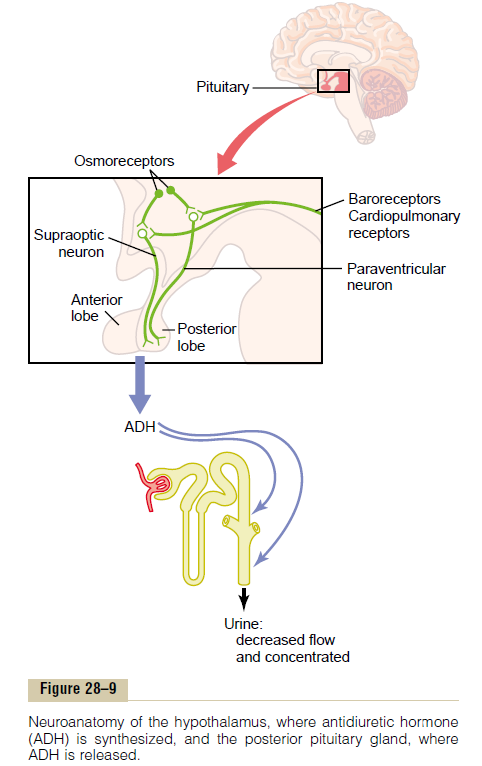 Pituitary
Osmoreceptors
Baroreceptors
Cardiopulmonary
receptors
Supraoptic
neuron
Paraventricular
neuron
Anterior
lobe
Posterior
lobe
ADH
Urine:
decreased flow
and concentrated
Figure 28–9
Neuroanatomy of the hypothalamus, where antidiuretic hormone
(ADH) is synthesized, and the posterior pituitary gland, where
ADH is released.